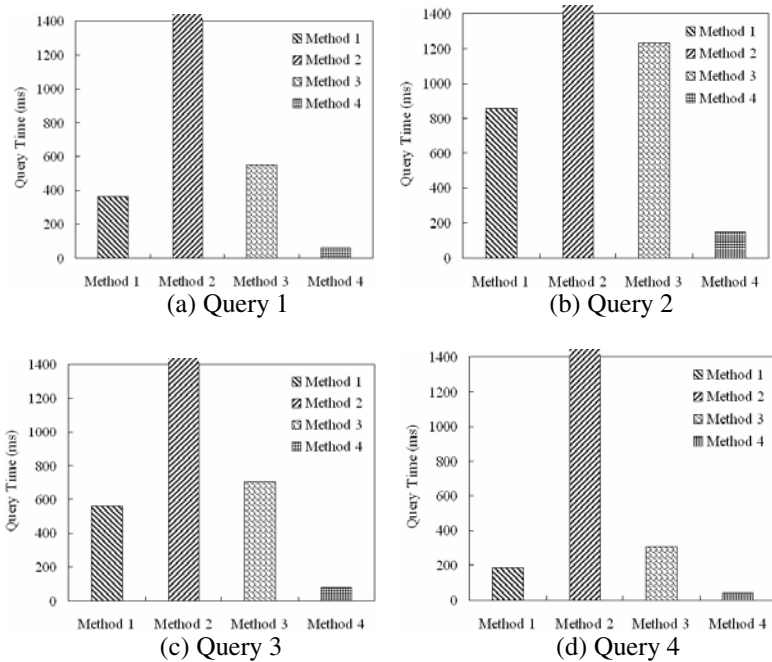 1400
1200
1000
800
600
400
200
0
Query Time (ms)
Method 1
Method 2
Method 3
Method 4
Method 1 Method 2 Method 3 Method 4
(a) Query 1
1400
1200
1000
800
600
400
200
0
Query Time (ms)
Method 1
Method 2
Method 3
Method 4
Method 1 Method 2 Method 3 Method 4
(b) Query 2
1400
1200
1000
800
600
400
200
0
Query Time (ms)
Method 1
Method 2
Method 3
Method 4
Method 1 Method 2 Method 3 Method 4
(c) Query 3
1400
1200
1000
800
600
400
200
0
Query Time (ms)
Method 1
Method 2
Method 3
Method 4
Method 1 Method 2 Method 3 Method 4
(d) Query 4